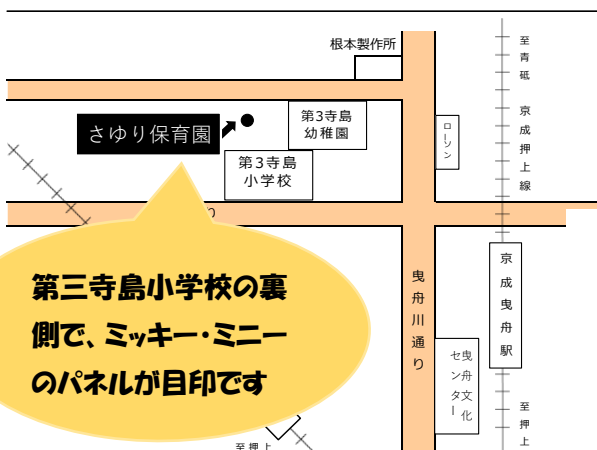 根本製作所
至青砥
京成押上線
さゆり保育園
第3寺島
幼稚園
ローソン
第3寺島
小学校
り
第三寺島小学校の裏
側で、ミッキー・ミニー
のパネルが目印です
曳舟川通り
京成曳舟駅
曳舟文化
センター
至押上
至押上